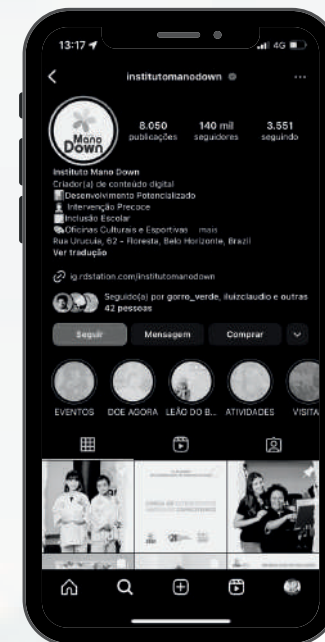 13:17
4G
institutomanodown
Mano
Down
8.050
publicações
140 mil
seguidores
3.551
seguindo
Instituto Mano Down
Criador(a) de conteúdo digital
Desenvolvimento Potencializado
Intervenção Precoce
Inclusão Escolar
Oficinas Culturais e Esportivas mais
Rua Urucuia, 62 - Floresta, Belo Horizonte, Brazil
Ver tradução
ig.rdstation.com/institutomanodown
Seguido(a) por gorro_verde, iluizclaudio e outras
42 pessoas
Seguir
Mensagem
Comprar
EVENTOS
DOE AGORA
LEÃO DO B...
ATIVIDADES
VISITA